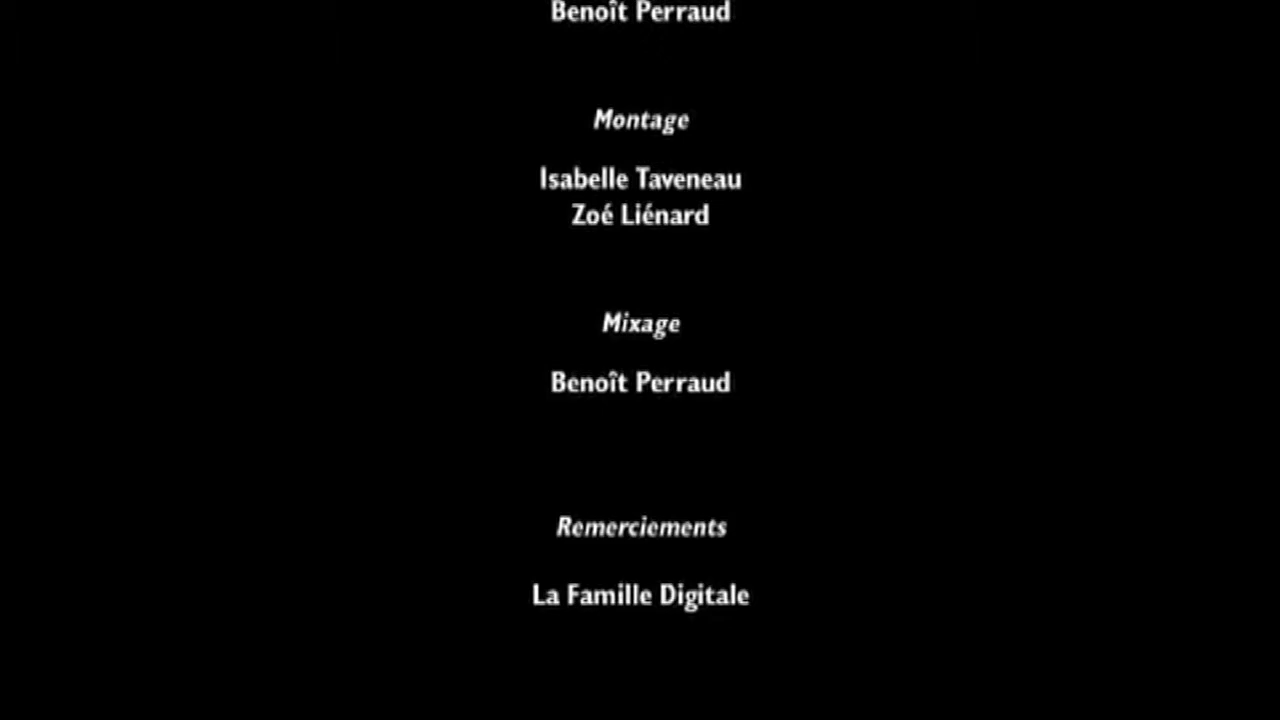 Benoît Perraud
Montage
Isabelle Taveneau
Zoé Liénard
Mixage
Benoît Perraud
Remerciements
La Famille Digitale